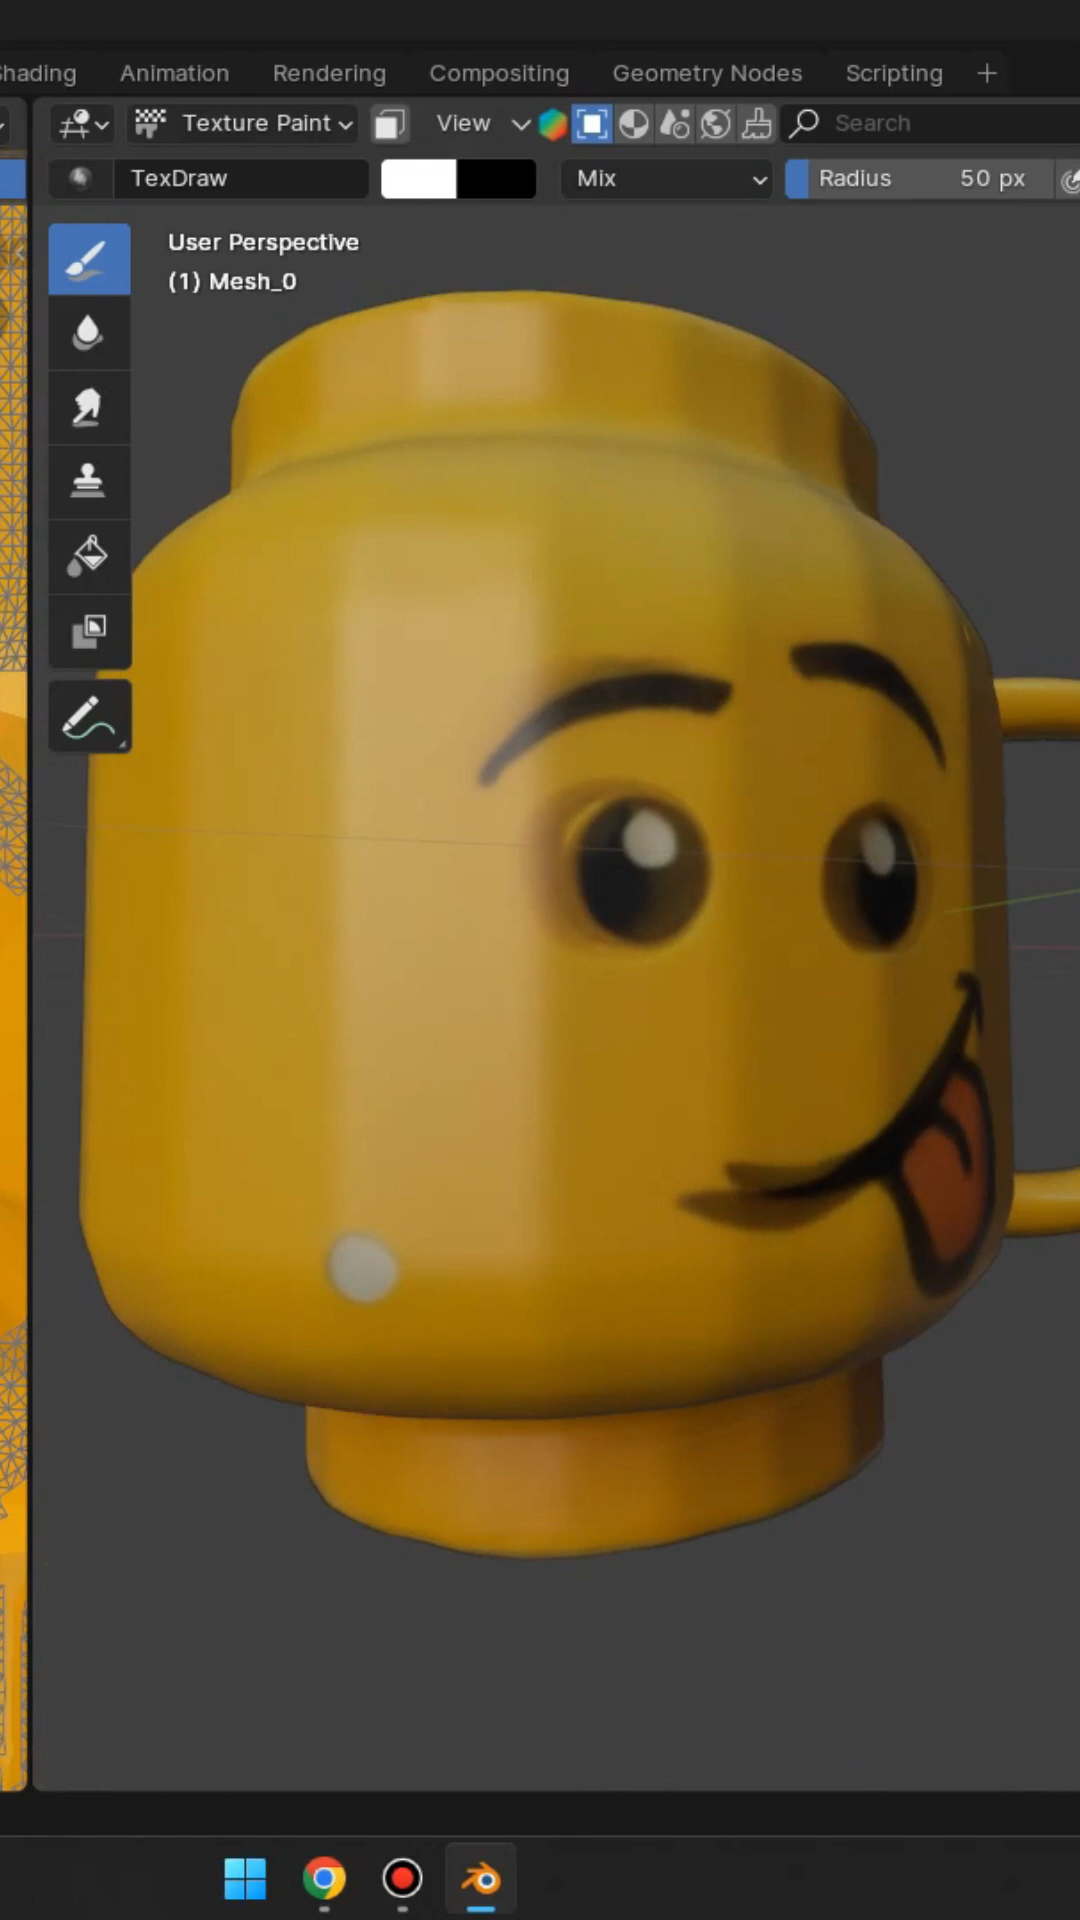 Shading Animation Rendering Compositing Geometry Nodes Scripting +
Texture Paint View Search
TexDraw Mix Radius 50 px
User Perspective
(1) Mesh_0